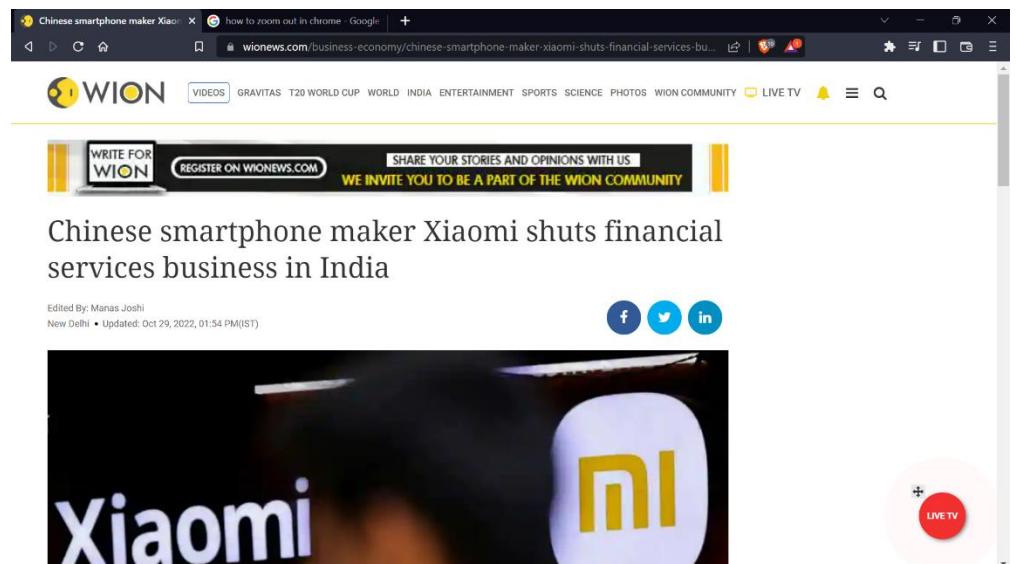 Chinese smartphone maker Xiaon
how to zoom out in chrome - Google
wionews.com/business-economy/chinese-smartphone-maker-xiaomi-shuts-financial-services-bu...
WION VIDEOS GRAVITAS T20 WORLD CUP WORLD INDIA ENTERTAINMENT SPORTS SCIENCE PHOTOS WION COMMUNITY LIVE TV
WRITE FOR
WION
REGISTER ON WIONEWS.COM
SHARE YOUR STORIES AND OPINIONS WITH US
WE INVITE YOU TO BE A PART OF THE WION COMMUNITY
Chinese smartphone maker Xiaomi shuts financial
services business in India
Edited By: Manas Joshi
New Delhi • Updated: Oct 29, 2022, 01:54 PM(IST)
f in
mi
Xiaomi
LIVE TV